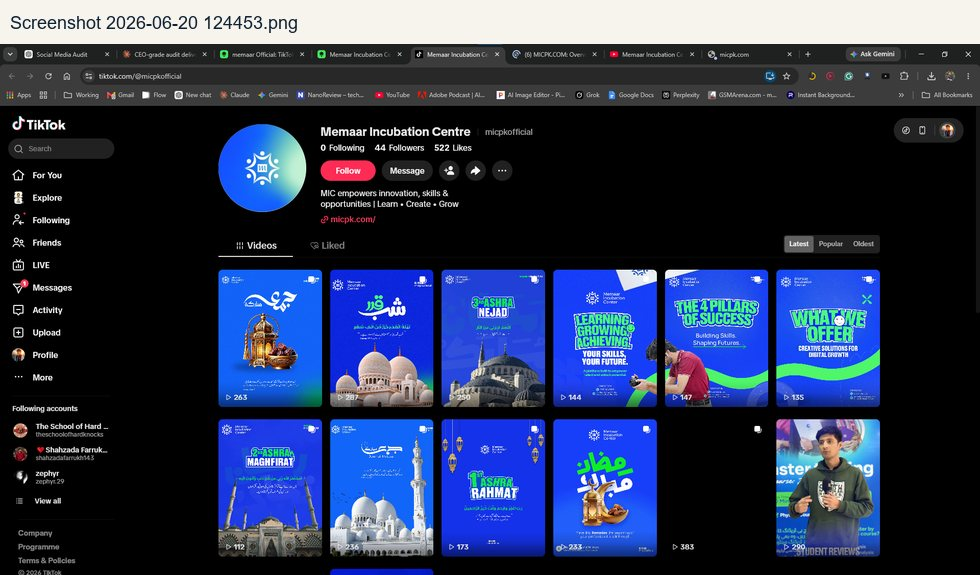 Screenshot 2026-06-20 124453.png
Social Media Audit
CEO-grade audit deliv
memaar Official: TikTo
Memaar Incubation Ce
Memaar Incubation Ce
(6) MICPK.COM: Over
Memaar Incubation Ce
micpk.com
Ask Gemini
tiktok.com/@micpkofficial
Apps
Working
Gmail
Flow
New chat
Claude
Gemini
NanoReview – tech...
YouTube
Adobe Podcast | AI...
AI Image Editor - Pi...
Grok
Google Docs
Perplexity
GSMArena.com - m...
Instant Background...
All Bookmarks
TikTok
Search
For You
Explore
Following
Friends
LIVE
Messages
Activity
Upload
Profile
More
Following accounts
The School of Hard ...
theschoolofhardknocks
Shahzada Farruk...
shahzadafarrukh143
zephyr
zephys.29
View all
Company
Programme
Terms & Policies
© 2026 TikTok
Memaar Incubation Centre
micpkofficial
0 Following 44 Followers 522 Likes
Follow
Message
MIC empowers innovation, skills &
opportunities | Learn • Create • Grow
micpk.com/
Videos
Liked
Latest
Popular
Oldest
263
شب قدر
287
3rd ASHRA
NEJAD
250
Memaar
Incubation
Center
LEARNING
GROWING
ACHIEVING.
YOUR SKILLS,
YOUR FUTURE.
144
THE 4 PILLARS
OF SUCCESS
Building Skills.
Shaping Futures.
147
WHAT WE
OFFER
CREATIVE SOLUTIONS FOR
DIGITAL GROWTH
135
2nd ASHRA
MAGHFIRAT
112
236
1st ASHRA
RAHMAT
173
Memaar
Incubation
Center
رمضان
مبارک
233
383
290
STUDENT REVIEWS